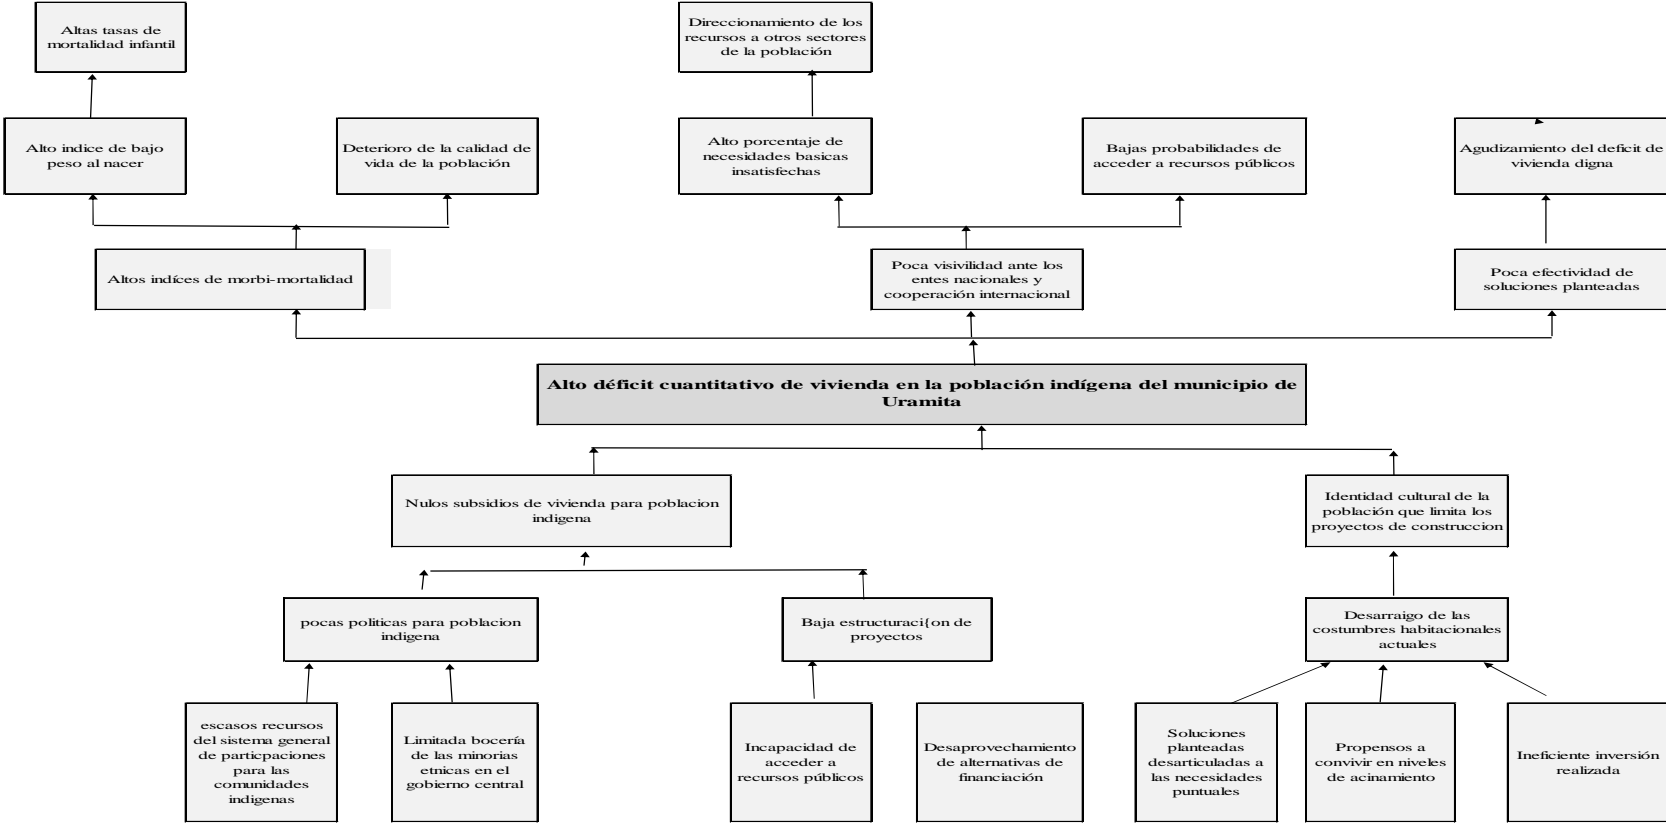 Altas tasas de
mortalidad infantil
Direccionamiento de los
recursos a otros sectores
de la población
Alto indice de bajo
peso al nacer
Deterioro de la calidad de
vida de la población
Alto porcentaje de
necesidades basicas
insatisfechas
Bajas probabilidades de
acceder a recursos públicos
Agudizamiento del deficit de
vivienda digna
Altos indíces de morbi-mortalidad
Poca visivilidad ante los
entes nacionales y
cooperación internacional
Poca efectividad de
soluciones planteadas
Alto déficit cuantitativo de vivienda en la población indígena del municipio de
Uramita
Nulos subsidios de vivienda para poblacion
indigena
Identidad cultural de la
población que limita los
proyectos de construccion
pocas politicas para poblacion
indigena
Baja estructuraci{on de
proyectos
Desarraigo de las
costumbres habitacionales
actuales
escasos recursos
del sistema general
de particpaciones
para las
comunidades
indigenas
Limitada bocería
de las minorias
etnicas en el
gobierno central
Incapacidad de
acceder a
recursos públicos
Desaprovechamiento
de alternativas de
financiación
Soluciones
planteadas
desarticuladas a
las necesidades
puntuales
Propensos a
convivir en niveles
de acinamiento
Ineficiente inversión
realizada